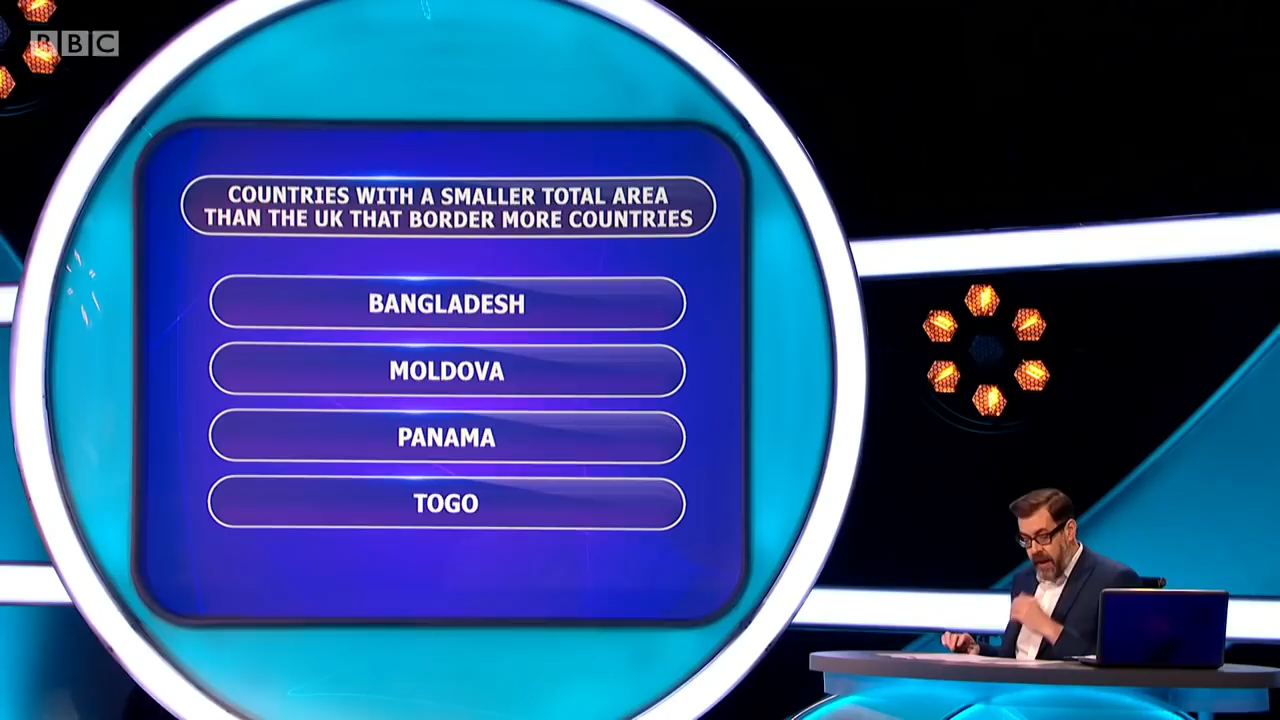 BBC
COUNTRIES WITH A SMALLER TOTAL AREA
THAN THE UK THAT BORDER MORE COUNTRIES
BANGLADESH
MOLDOVA
PANAMA
TOGO